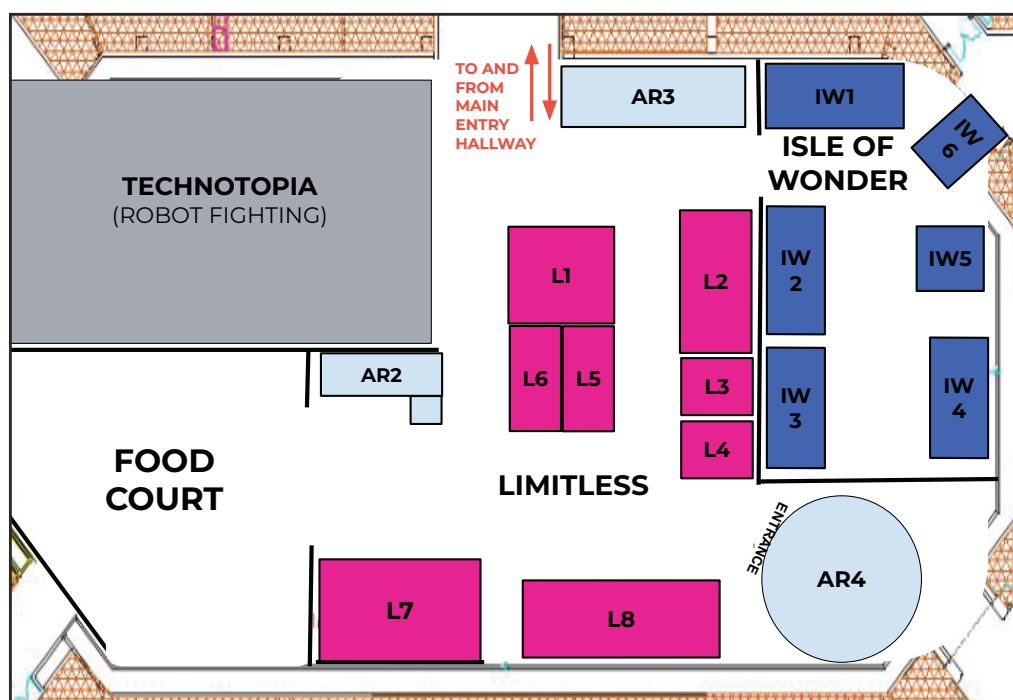 TO AND
FROM
MAIN
ENTRY
HALLWAY
AR3
IW1
IW
6
ISLE OF
WONDER
TECHNOTOPIA
(ROBOT FIGHTING)
L1
L2
IW
2
IW5
L6
L5
L3
AR2
IW
3
IW
4
L4
FOOD
COURT
LIMITLESS
ENTRANCE
AR4
L7
L8